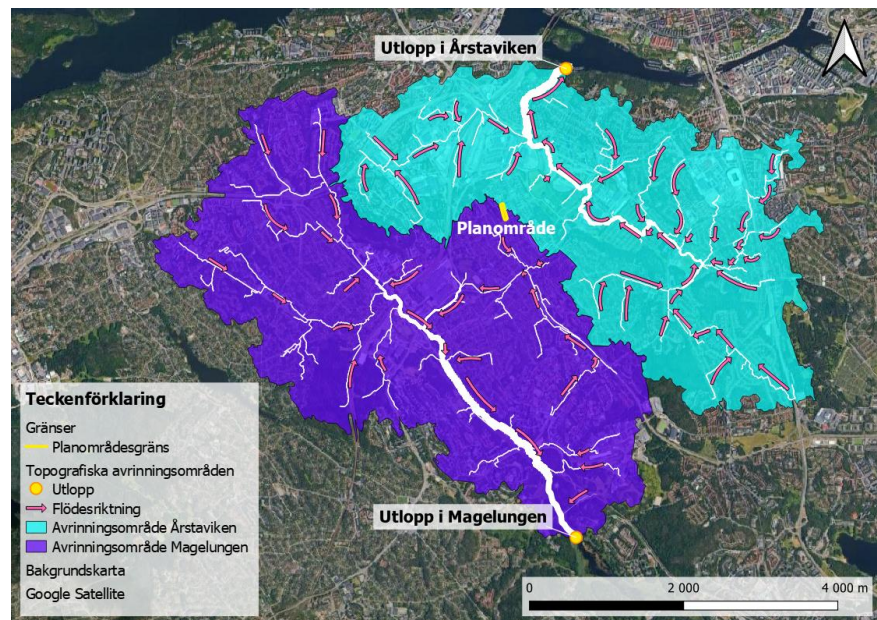 Utlopp i Årstaviken
Planområde
Utlopp i Magelungen
Teckenförklaring
Gränser
Planområdesgräns
Topografiska avrinningsområden
Utlopp
Flödesriktning
Avrinningsområde Årstaviken
Avrinningsområde Magelungen
Bakgrundskarta
Google Satellite
0 2 000 4 000 m